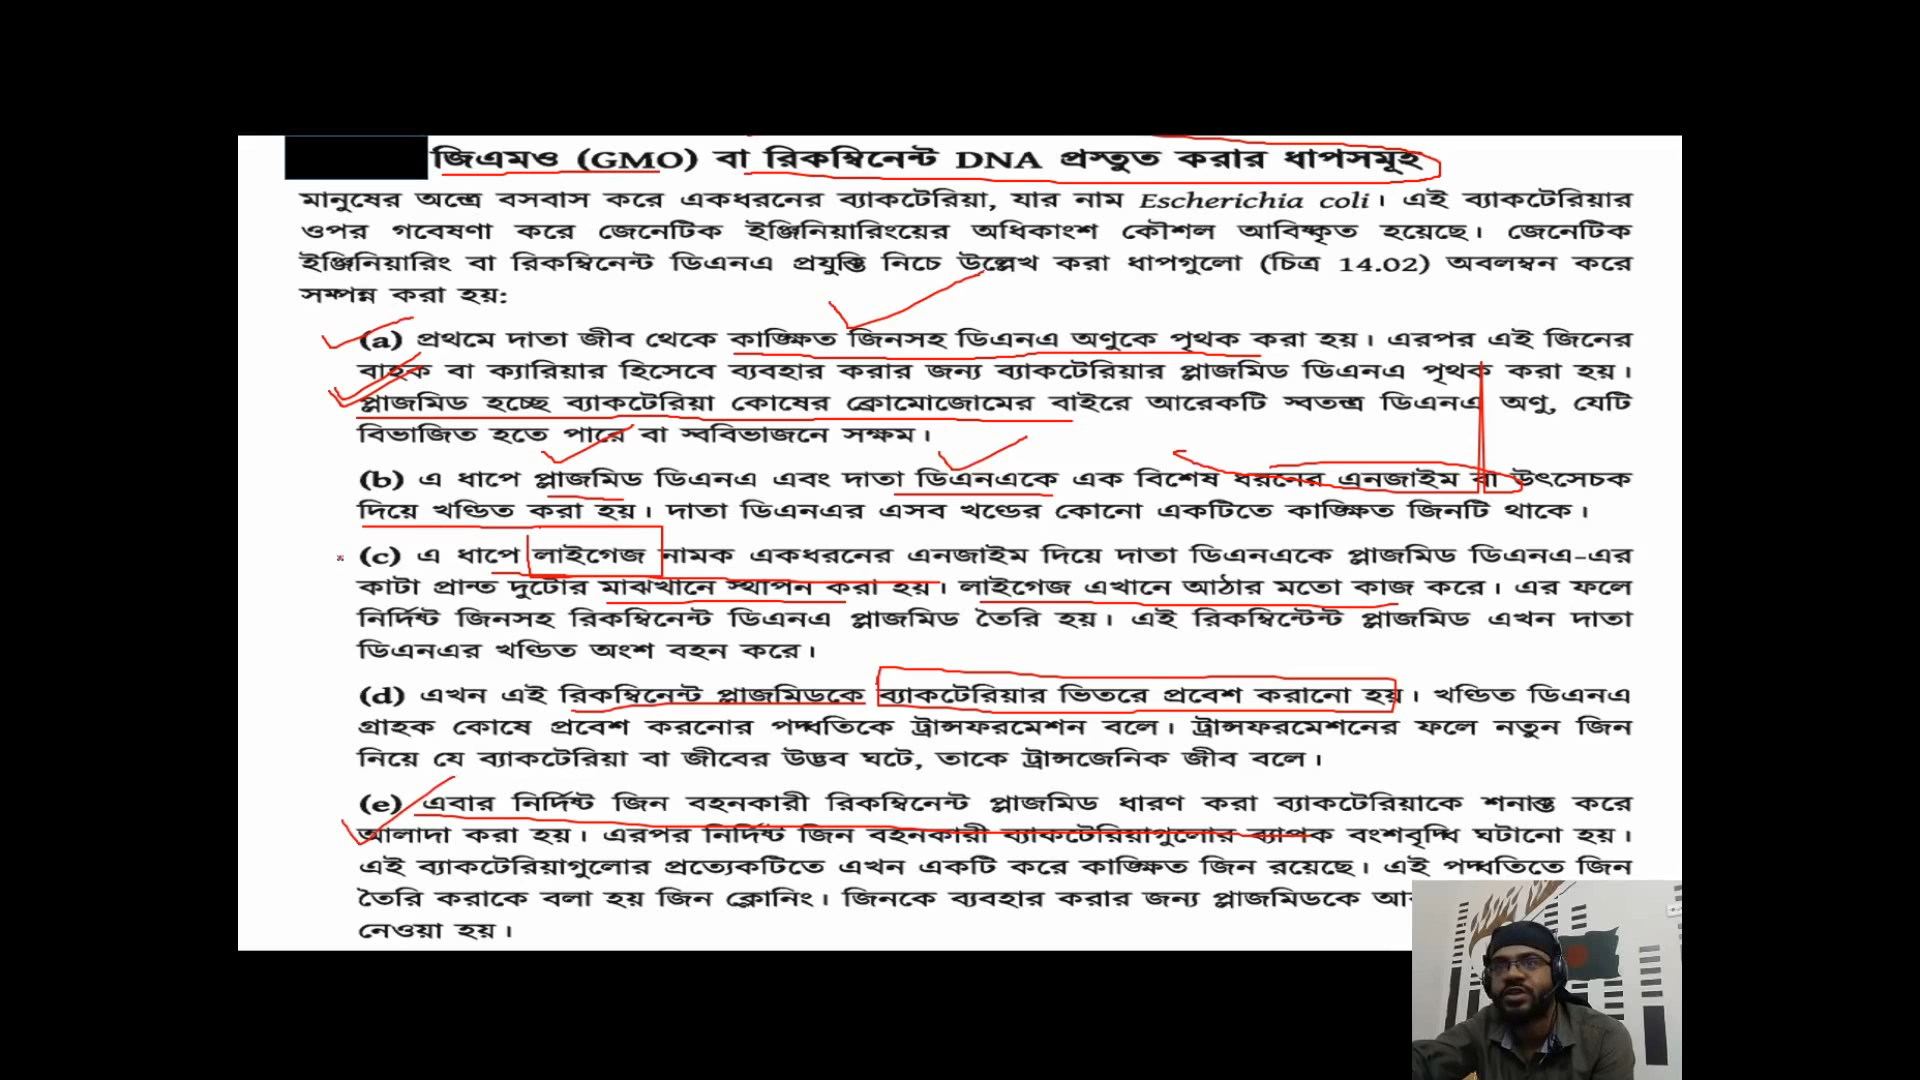 জিএমও (GMO) বা রিকম্বিনেন্ট DNA প্রস্তুত করার ধাপসমূহ
মানুষের অন্ত্রে বসবাস করে একধরনের ব্যাকটেরিয়া, যার নাম Escherichia coli। এই ব্যাকটেরিয়ার
ওপর গবেষণা করে জেনেটিক ইঞ্জিনিয়ারিংয়ের অধিকাংশ কৌশল আবিষ্কৃত হয়েছে। জেনেটিক
ইঞ্জিনিয়ারিং বা রিকম্বিনেন্ট ডিএনএ প্রযুক্তি নিচে উল্লেখ করা ধাপগুলো (চিত্র 14.02) অবলম্বন করে
সম্পন্ন করা হয়:
(a) প্রথমে দাতা জীব থেকে কাঙ্ক্ষিত জিনসহ ডিএনএ অণুকে পৃথক করা হয়। এরপর এই জিনের
বাহক বা ক্যারিয়ার হিসেবে ব্যবহার করার জন্য ব্যাকটেরিয়ার প্লাজমিড ডিএনএ পৃথক করা হয়।
প্লাজমিড হচ্ছে ব্যাকটেরিয়া কোষের ক্রোমোজোমের বাইরে আরেকটি স্বতন্ত্র ডিএনএ অণু, যেটি
বিভাজিত হতে পারে বা স্ববিভাজনে সক্ষম।
(b) এ ধাপে প্লাজমিড ডিএনএ এবং দাতা ডিএনএকে এক বিশেষ ধরনের এনজাইম বা উৎসেচক
দিয়ে খণ্ডিত করা হয়। দাতা ডিএনএর এসব খণ্ডের কোনো একটিতে কাঙ্ক্ষিত জিনটি থাকে।
(c) এ ধাপে লাইগেজ নামক একধরনের এনজাইম দিয়ে দাতা ডিএনএকে প্লাজমিড ডিএনএ-এর
কাটা প্রান্ত দুটোর মাঝখানে স্থাপন করা হয়। লাইগেজ এখানে আঠার মতো কাজ করে। এর ফলে
নির্দিষ্ট জিনসহ রিকম্বিনেন্ট ডিএনএ প্লাজমিড তৈরি হয়। এই রিকম্বিন্টেন্ট প্লাজমিড এখন দাতা
ডিএনএর খণ্ডিত অংশ বহন করে।
(d) এখন এই রিকম্বিনেন্ট প্লাজমিডকে ব্যাকটেরিয়ার ভিতরে প্রবেশ করানো হয়। খণ্ডিত ডিএনএ
গ্রাহক কোষে প্রবেশ করনোর পদ্ধতিকে ট্রান্সফরমেশন বলে। ট্রান্সফরমেশনের ফলে নতুন জিন
নিয়ে যে ব্যাকটেরিয়া বা জীবের উদ্ভব ঘটে, তাকে ট্রান্সজেনিক জীব বলে।
(e) এবার নির্দিষ্ট জিন বহনকারী রিকম্বিনেন্ট প্লাজমিড ধারণ করা ব্যাকটেরিয়াকে শনাক্ত করে
আলাদা করা হয়। এরপর নির্দিষ্ট জিন বহনকারী ব্যাকটেরিয়াগুলোর ব্যাপক বংশবৃদ্ধি ঘটানো হয়।
এই ব্যাকটেরিয়াগুলোর প্রত্যেকটিতে এখন একটি করে কাঙ্ক্ষিত জিন রয়েছে। এই পদ্ধতিতে জিন
তৈরি করাকে বলা হয় জিন ক্লোনিং। জিনকে ব্যবহার করার জন্য প্লাজমিডকে
নেওয়া হয়।